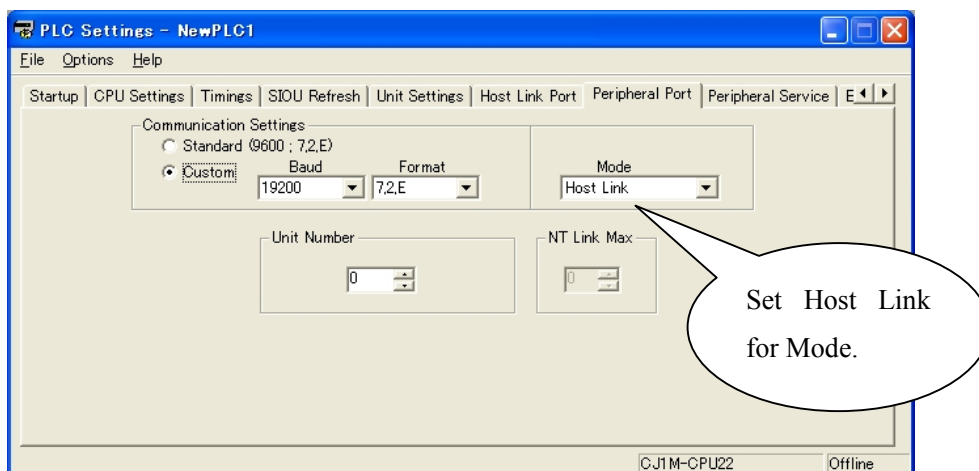 PLC Settings - NewPLC1
File Options Help
Startup CPU Settings Timings SIOU Refresh Unit Settings Host Link Port Peripheral Port Peripheral Service E
Communication Settings
Standard (9600 ; 7,2,E)
Custom
Baud Format Mode
19200 7,2,E Host Link
Unit Number NT Link Max
0 0
Set Host Link
for Mode.
CJ1M-CPU22 Offline